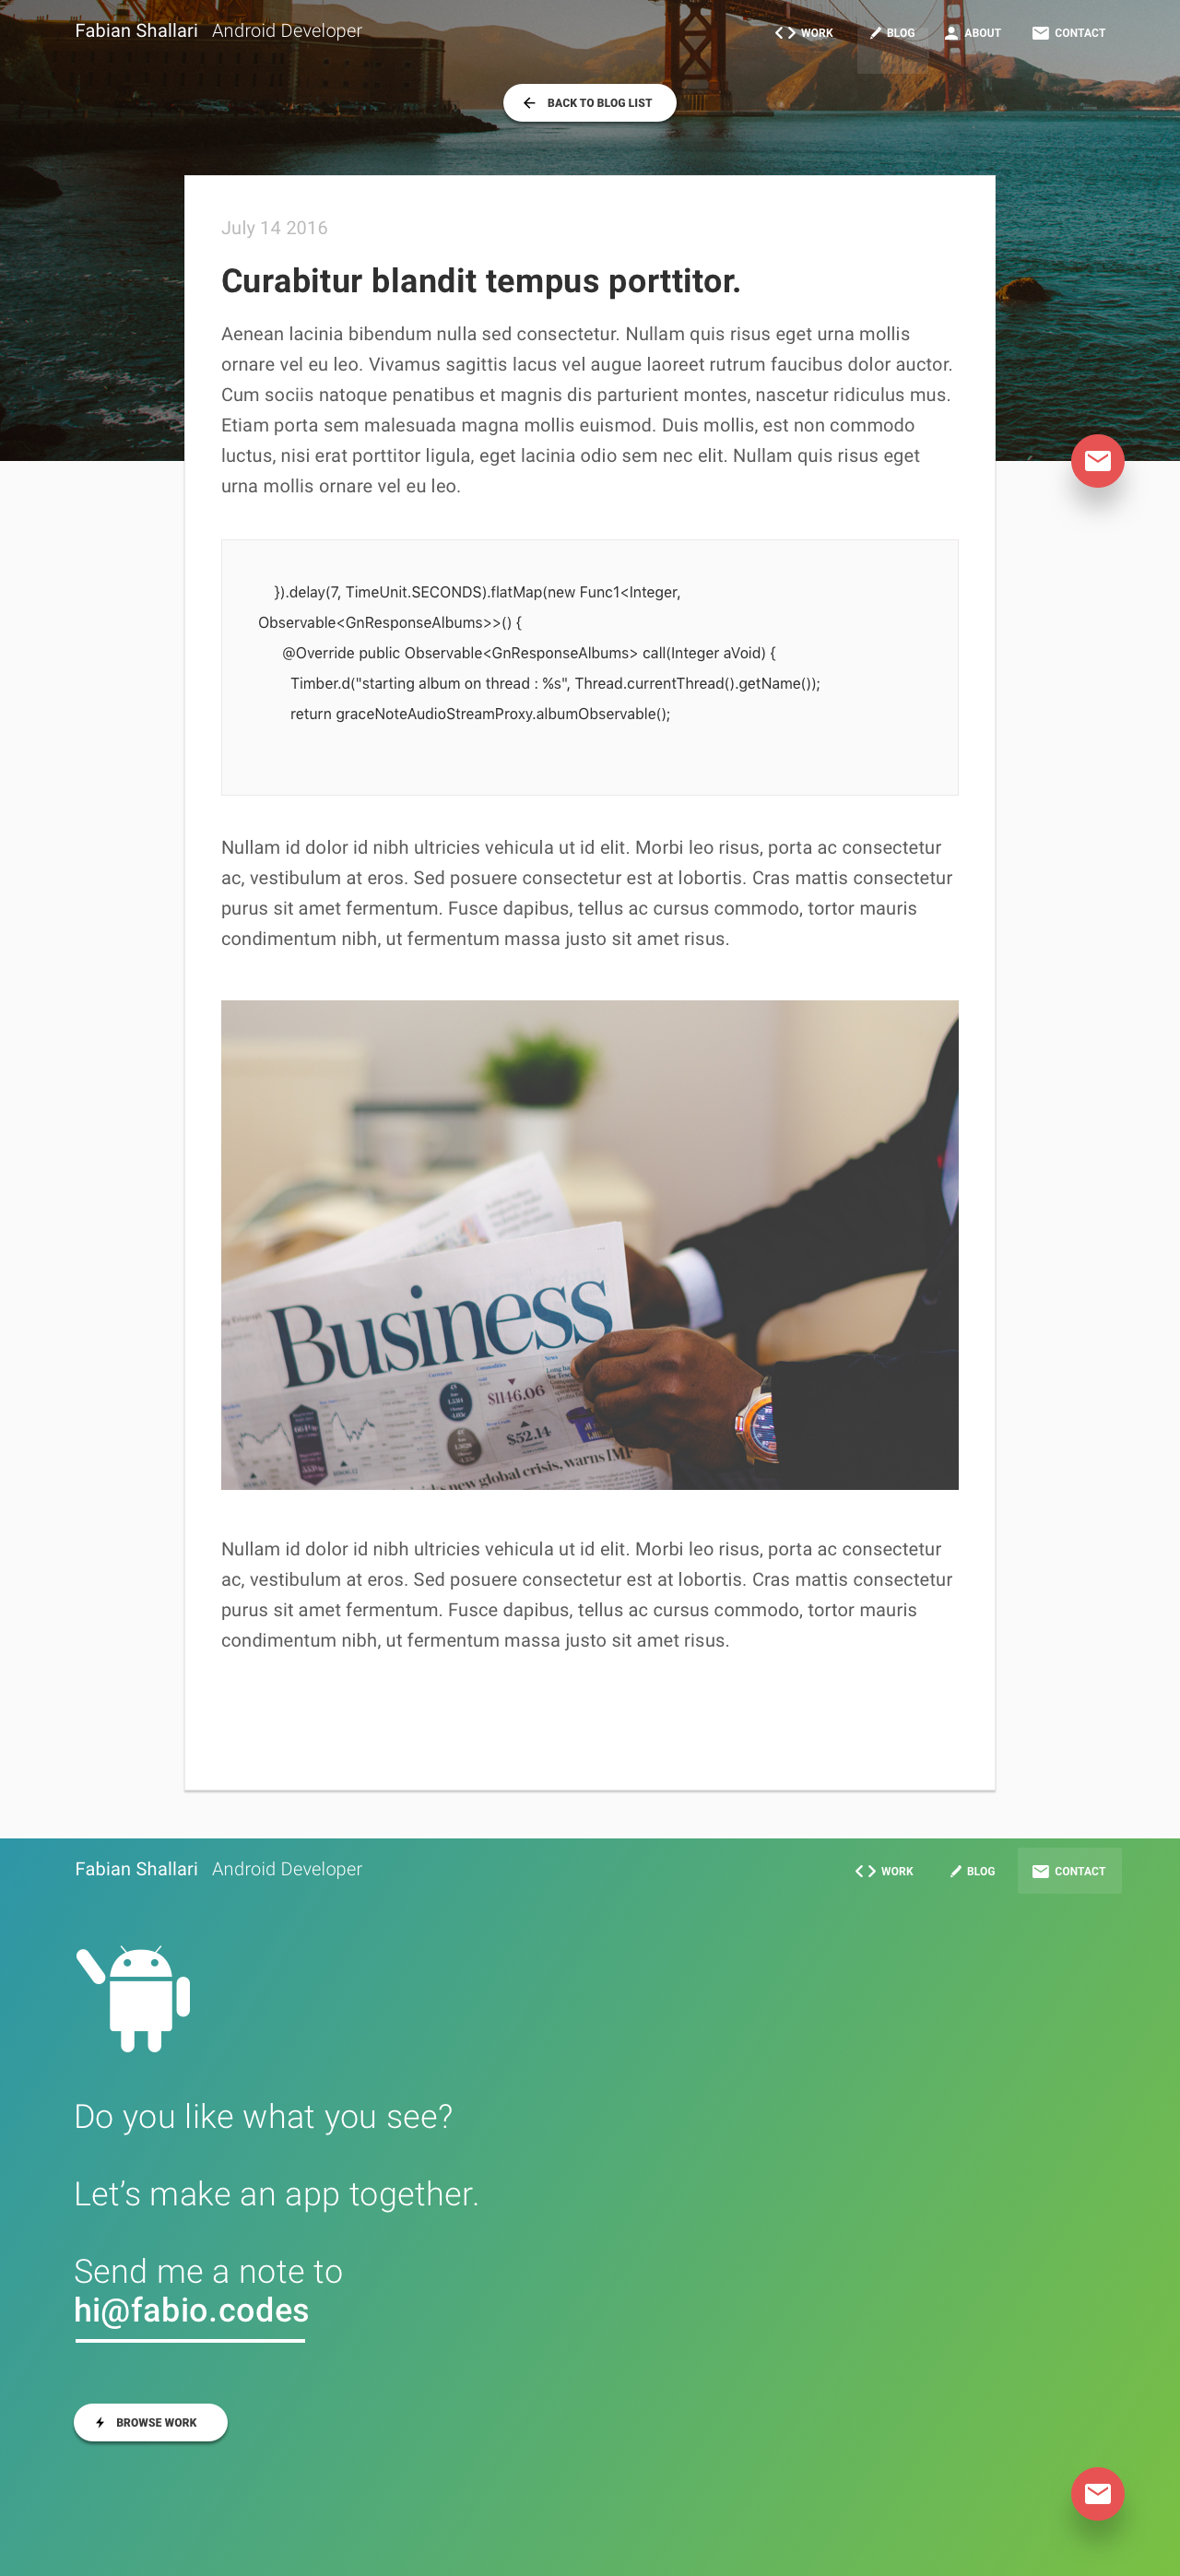 Fabian Shallari Android Developer
WORK BLOG ABOUT CONTACT
BACK TO BLOG LIST
July 14 2016
Curabitur blandit tempus porttitor.
Aenean lacinia bibendum nulla sed consectetur. Nullam quis risus eget urna mollis
ornare vel eu leo. Vivamus sagittis lacus vel augue laoreet rutrum faucibus dolor auctor.
Cum sociis natoque penatibus et magnis dis parturient montes, nascetur ridiculus mus.
Etiam porta sem malesuada magna mollis euismod. Duis mollis, est non commodo
luctus, nisi erat porttitor ligula, eget lacinia odio sem nec elit. Nullam quis risus eget
urna mollis ornare vel eu leo.
}).delay(7, TimeUnit.SECONDS).flatMap(new Func1<Integer,
Observable<GnResponseAlbums>>() {
@Override public Observable<GnResponseAlbums> call(Integer aVoid) {
Timber.d("starting album on thread : %s", Thread.currentThread().getName());
return graceNoteAudioStreamProxy.albumObservable();
Nullam id dolor id nibh ultricies vehicula ut id elit. Morbi leo risus, porta ac consectetur
ac, vestibulum at eros. Sed posuere consectetur est at lobortis. Cras mattis consectetur
purus sit amet fermentum. Fusce dapibus, tellus ac cursus commodo, tortor mauris
condimentum nibh, ut fermentum massa justo sit amet risus.
Business
Currencies
Commodities
News
$1146.06
$52.14
new global crisis, warns IMF
Nullam id dolor id nibh ultricies vehicula ut id elit. Morbi leo risus, porta ac consectetur
ac, vestibulum at eros. Sed posuere consectetur est at lobortis. Cras mattis consectetur
purus sit amet fermentum. Fusce dapibus, tellus ac cursus commodo, tortor mauris
condimentum nibh, ut fermentum massa justo sit amet risus.
Fabian Shallari Android Developer
WORK BLOG CONTACT
Do you like what you see?
Let’s make an app together.
Send me a note to
hi@fabio.codes
BROWSE WORK